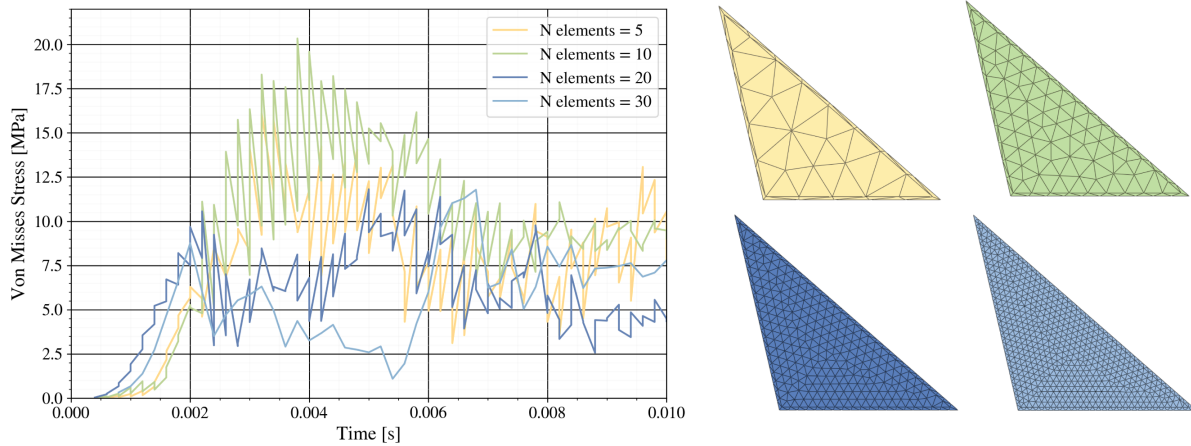 Von Misses Stress [MPa]
20.0
17.5
15.0
12.5
10.0
7.5
5.0
2.5
0.0
N elements = 5
N elements = 10
N elements = 20
N elements = 30
0.000
0.002
0.004
0.006
0.008
0.010
Time [s]